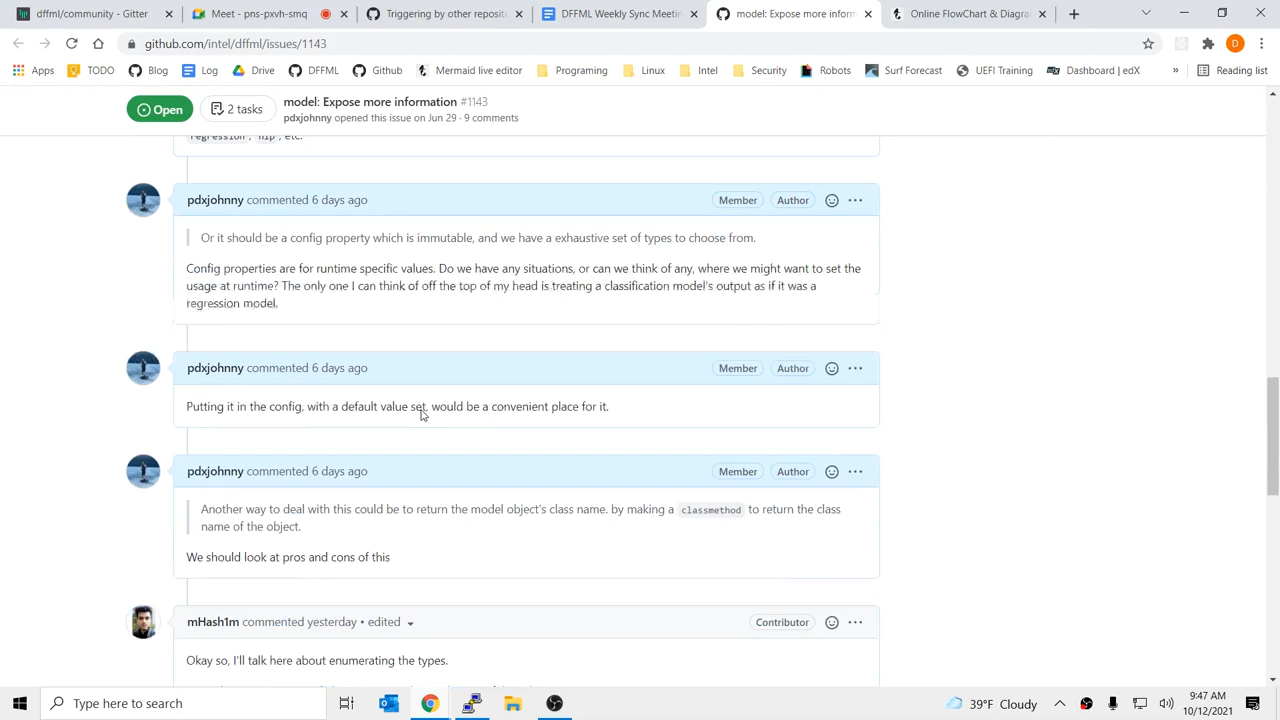 dffml/community - Gitter
Meet - pns-pxvh-smq
Triggering by other reposite
DFFML Weekly Sync Meetin
model: Expose more inform
Online FlowChart & Diagra
github.com/intel/dffml/issues/1143
D
Apps
TODO
Blog
Log
Drive
DFFML
Github
Mermaid live editor
Programing
Linux
Intel
Security
Robots
Surf Forecast
UEFI Training
Dashboard | edX
»
Reading list
Open
2 tasks
model: Expose more information #1143
pdxjohnny opened this issue on Jun 29 · 9 comments
regression, nlp, etc.
pdxjohnny commented 6 days ago
Member
Author
Or it should be a config property which is immutable, and we have a exhaustive set of types to choose from.
Config properties are for runtime specific values. Do we have any situations, or can we think of any, where we might want to set the
usage at runtime? The only one I can think of off the top of my head is treating a classification model's output as if it was a
regression model.
pdxjohnny commented 6 days ago
Member
Author
Putting it in the config, with a default value set, would be a convenient place for it.
pdxjohnny commented 6 days ago
Member
Author
Another way to deal with this could be to return the model object's class name. by making a classmethod to return the class
name of the object.
We should look at pros and cons of this
mHash1m commented yesterday • edited
Contributor
Okay so, I'll talk here about enumerating the types.
Type here to search
39°F Cloudy
9:47 AM
10/12/2021